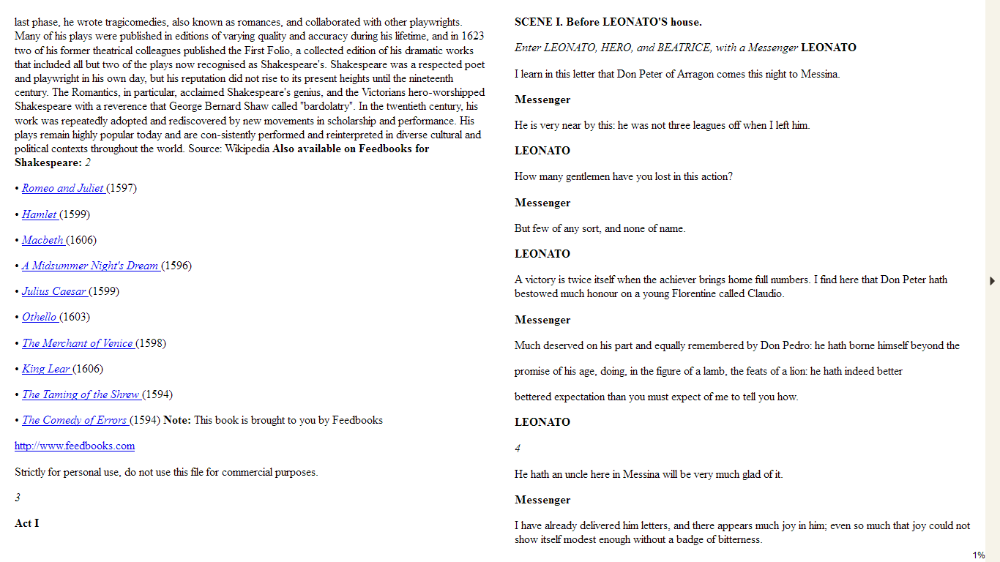 last phase, he wrote tragicomedies, also known as romances, and collaborated with other playwrights.
Many of his plays were published in editions of varying quality and accuracy during his lifetime, and in 1623
two of his former theatrical colleagues published the First Folio, a collected edition of his dramatic works
that included all but two of the plays now recognised as Shakespeare's. Shakespeare was a respected poet
and playwright in his own day, but his reputation did not rise to its present heights until the nineteenth
century. The Romantics, in particular, acclaimed Shakespeare's genius, and the Victorians hero-worshipped
Shakespeare with a reverence that George Bernard Shaw called "bardolatry". In the twentieth century, his
work was repeatedly adopted and rediscovered by new movements in scholarship and performance. His
plays remain highly popular today and are con-sistently performed and reinterpreted in diverse cultural and
political contexts throughout the world. Source: Wikipedia Also available on Feedbooks for
Shakespeare: 2
• Romeo and Juliet (1597)
• Hamlet (1599)
• Macbeth (1606)
• A Midsummer Night's Dream (1596)
• Julius Caesar (1599)
• Othello (1603)
• The Merchant of Venice (1598)
• King Lear (1606)
• The Taming of the Shrew (1594)
• The Comedy of Errors (1594) Note: This book is brought to you by Feedbooks
http://www.feedbooks.com
Strictly for personal use, do not use this file for commercial purposes.
3
Act I
SCENE I. Before LEONATO'S house.
Enter LEONATO, HERO, and BEATRICE, with a Messenger LEONATO
I learn in this letter that Don Peter of Arragon comes this night to Messina.
Messenger
He is very near by this: he was not three leagues off when I left him.
LEONATO
How many gentlemen have you lost in this action?
Messenger
But few of any sort, and none of name.
LEONATO
A victory is twice itself when the achiever brings home full numbers. I find here that Don Peter hath
bestowed much honour on a young Florentine called Claudio.
Messenger
Much deserved on his part and equally remembered by Don Pedro: he hath borne himself beyond the
promise of his age, doing, in the figure of a lamb, the feats of a lion: he hath indeed better
bettered expectation than you must expect of me to tell you how.
LEONATO
4
He hath an uncle here in Messina will be very much glad of it.
Messenger
I have already delivered him letters, and there appears much joy in him; even so much that joy could not
show itself modest enough without a badge of bitterness.
1%